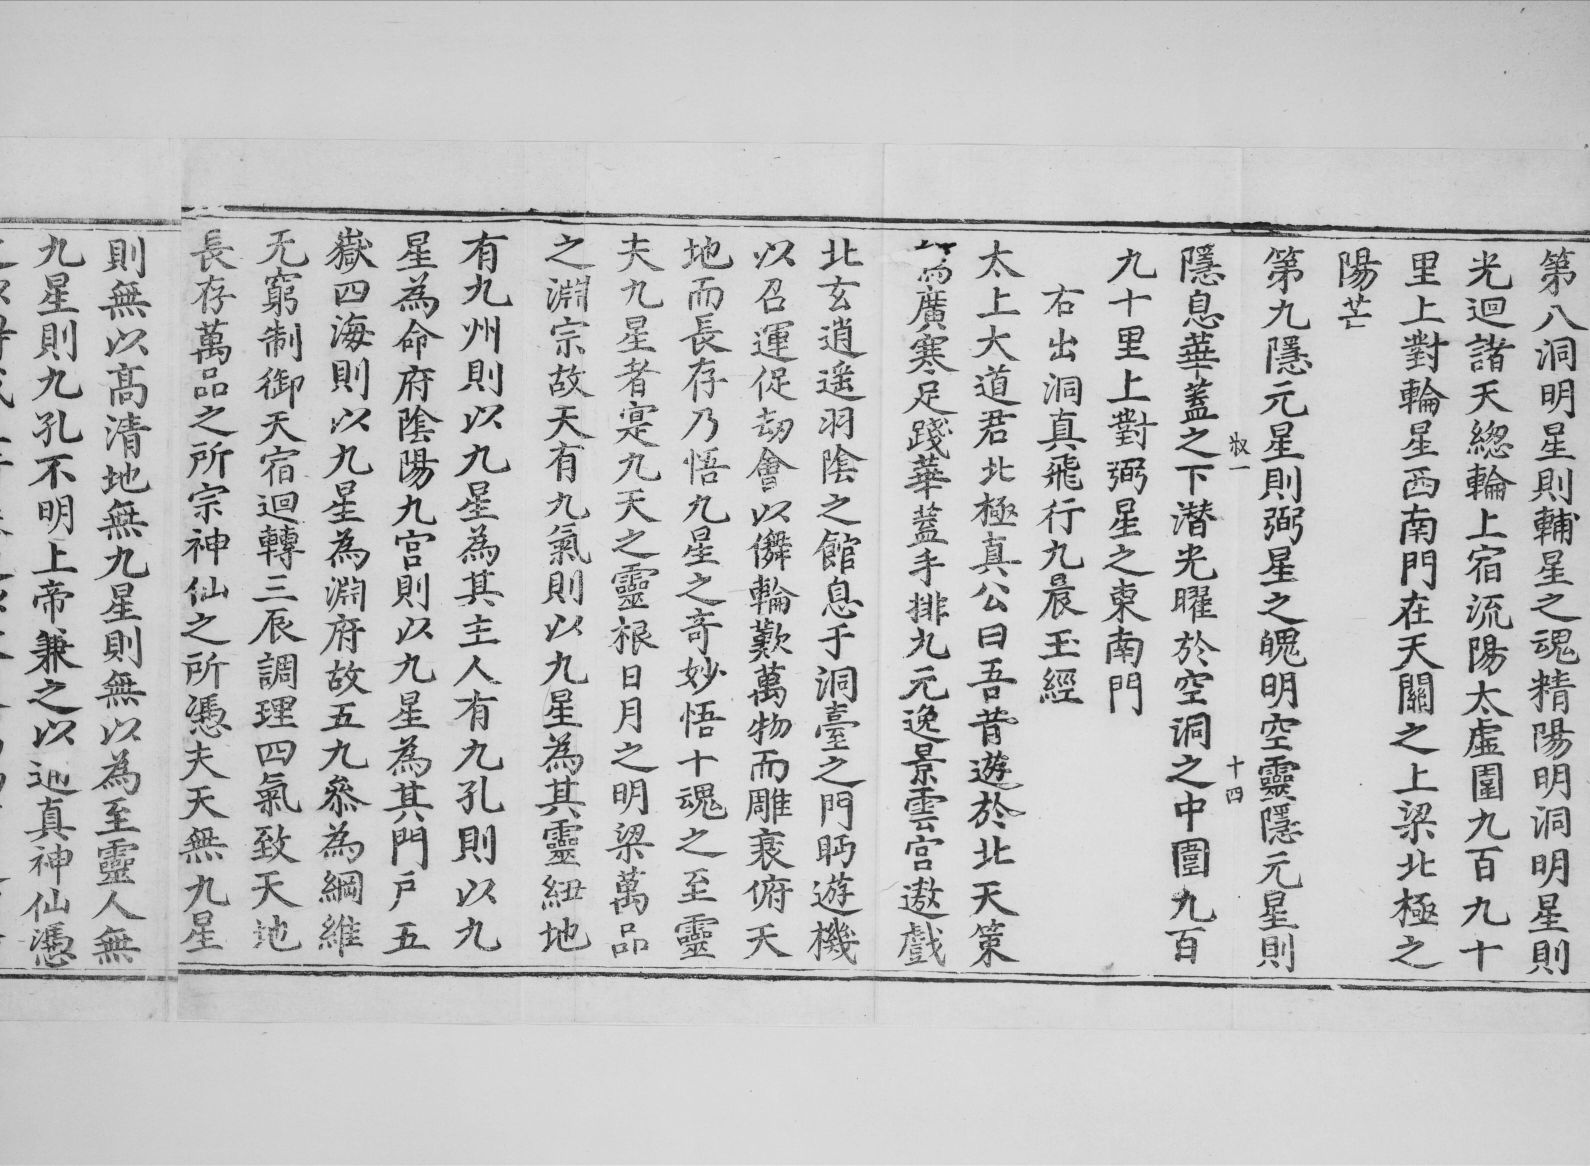 第八洞明星則輔星之魂精陽明洞明星則
光迴諸天總輪上宿流陽太虛圍九百九十
里上對輪星西南門在天關之上梁北極之
陽芒
第九隱元星則弼星之魄明空靈隱元星則
叔一
十四
隱息華蓋之下潜光曜於空洞之中圍九百
九十里上對弼星之東南門
右出洞真飛行九晨玉經
太上大道君北極真公曰吾昔遊於北天策
廣寒足踐華蓋手排九元逸景雲宫遨戲
北玄逍遥羽隂之館息于洞臺之門眄遊機
以召運促劫會以儛輪歎萬物而雕衰俯天
地而長存乃悟九星之竒妙悟十魂之至靈
夫九星者寔九天之靈根日月之明梁萬品
之淵宗故天有九氣則以九星為其靈紐地
有九州則以九星為其主人有九孔則以九
星為命府隂陽九宫則以九星為其門戶五
嶽四海則以九星為淵府故五九叅為綱維
无窮制御天宿迴轉三辰調理四氣致天地
長存萬品之所宗神仙之所憑夫天無九星
則無以髙清地無九星則無以為至靈人無
九星則九孔不明上帝兼之以迊真神仙憑